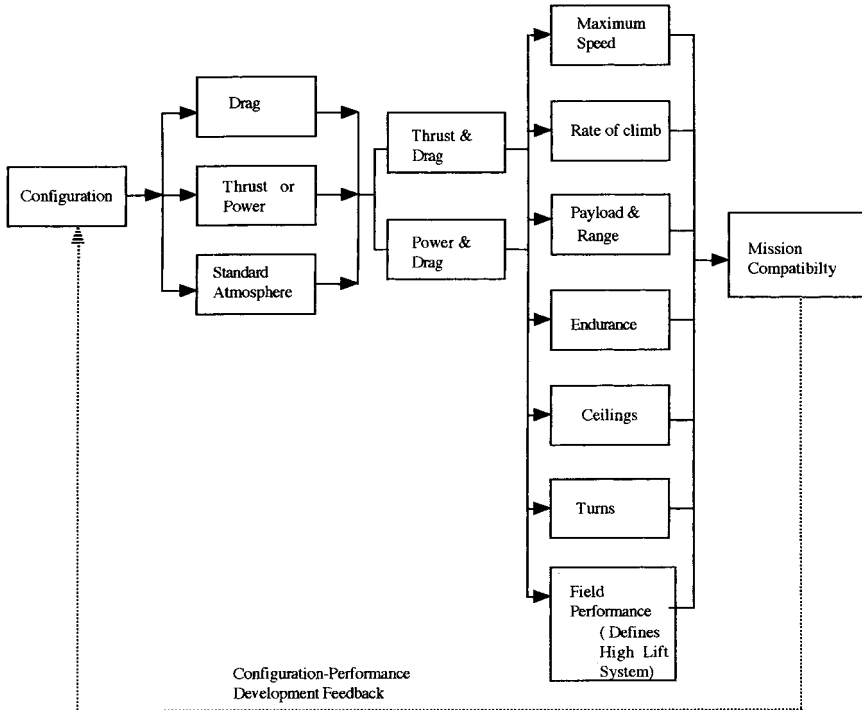 Configuration
Drag
Thrust or
Power
Standard
Atmosphere
Thrust &
Drag
Power &
Drag
Maximum
Speed
Rate of climb
Payload &
Range
Endurance
Ceilings
Turns
Field
Performance
( Defines
High Lift
System)
Mission
Compatibilty
Configuration-Performance
Development Feedback